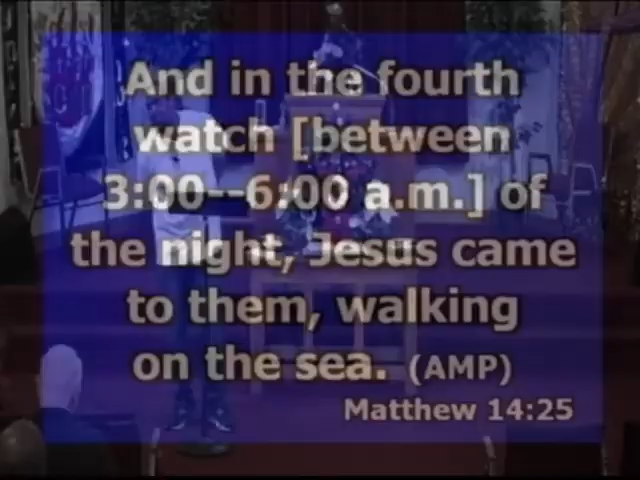 And in the fourth
watch [between
3:00--6:00 a.m.] of
the night, Jesus came
to them, walking
on the sea. (AMP)
Matthew 14:25